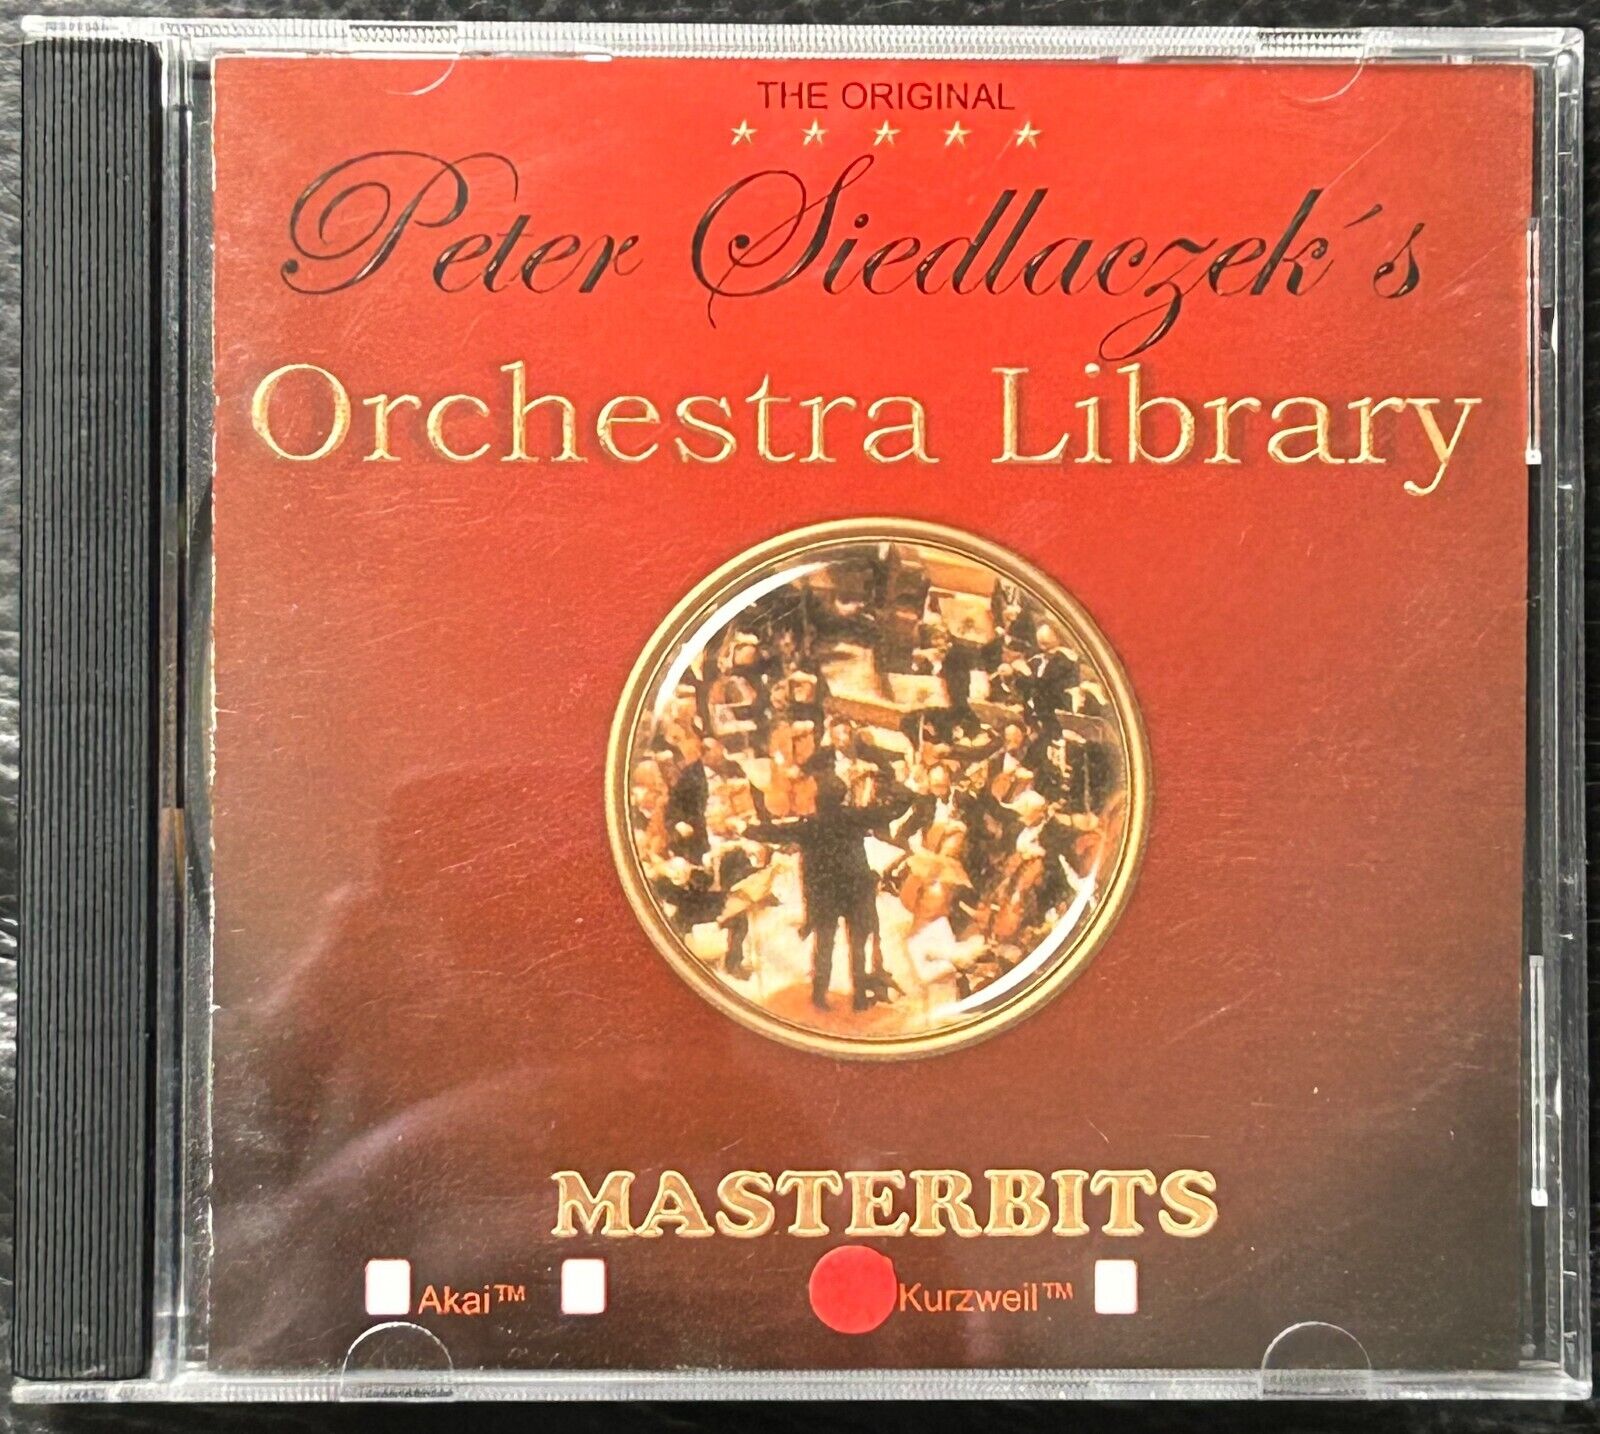 THE ORIGINAL
Peter Siedlaczek´s
Orchestra Library
MASTERBITS
Akai™ Kurzweil™